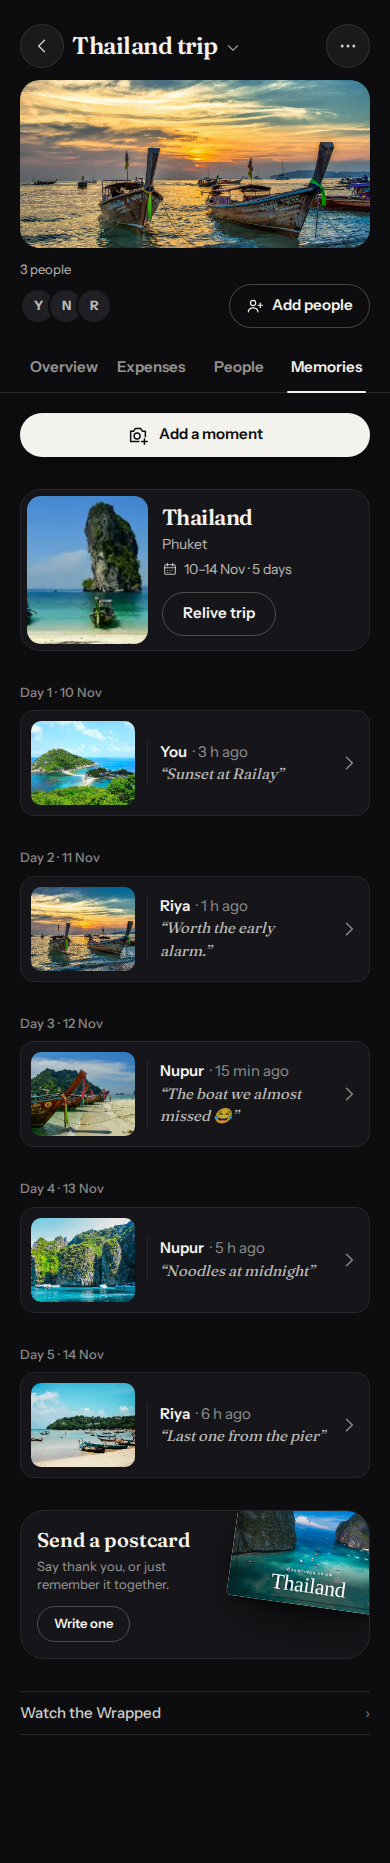 Thailand trip
3 people
Y N R
Add people
Overview Expenses People Memories
Add a moment
Thailand
Phuket
10–14 Nov · 5 days
Relive trip
Day 1 · 10 Nov
You · 3 h ago
“Sunset at Railay”
Day 2 · 11 Nov
Riya · 1 h ago
“Worth the early
alarm.”
Day 3 · 12 Nov
Nupur · 15 min ago
“The boat we almost
missed 😂”
Day 4 · 13 Nov
Nupur · 5 h ago
“Noodles at midnight”
Day 5 · 14 Nov
Riya · 6 h ago
“Last one from the pier”
Send a postcard
Say thank you, or just
remember it together.
Write one
GREETINGS FROM
Thailand
Watch the Wrapped